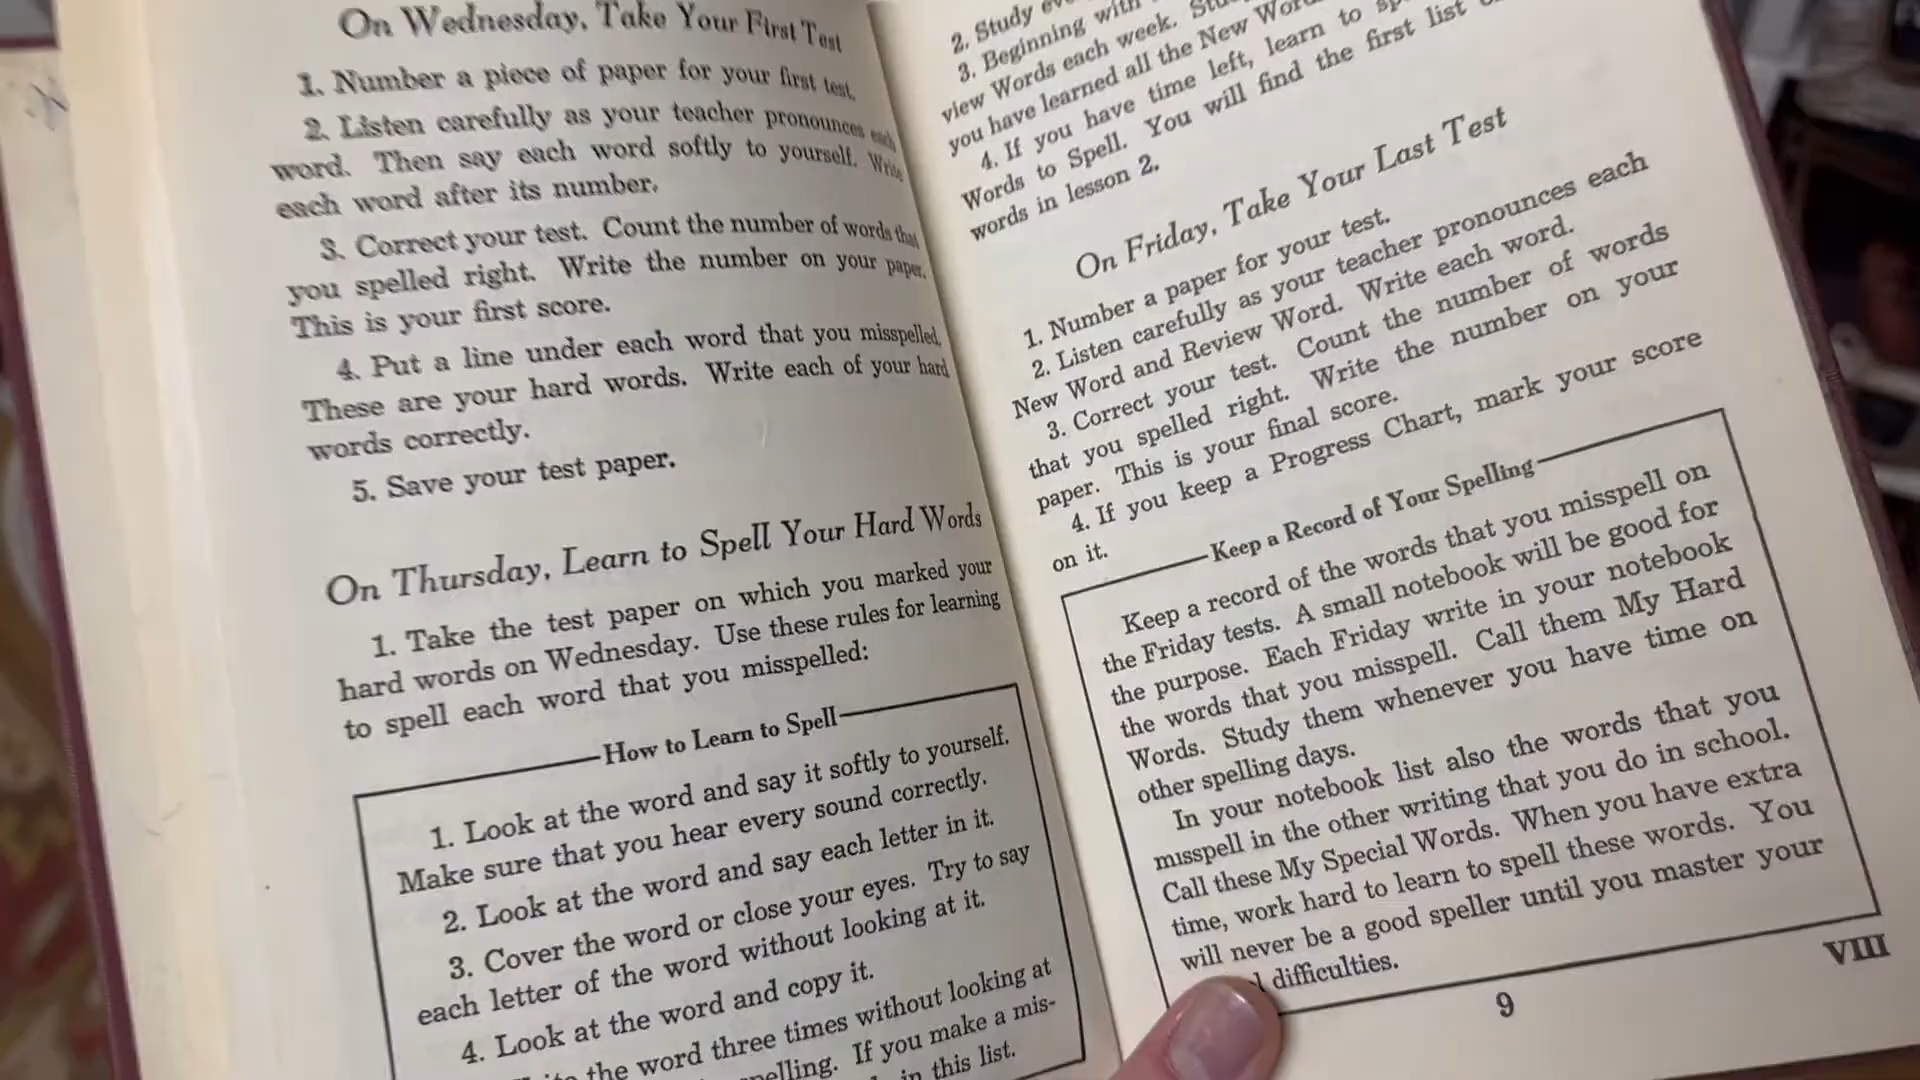 On Wednesday, Take Your First Test
1. Number a piece of paper for your first test.
2. Listen carefully as your teacher pronounces each
word. Then say each word softly to yourself. Write
each word after its number.
3. Correct your test. Count the number of words that
you spelled right. Write the number on your paper.
This is your first score.
4. Put a line under each word that you misspelled.
These are your hard words. Write each of your hard
words correctly.
5. Save your test paper.
On Thursday, Learn to Spell Your Hard Words
1. Take the test paper on which you marked your
hard words on Wednesday. Use these rules for learning
to spell each word that you misspelled:
How to Learn to Spell
1. Look at the word and say it softly to yourself.
Make sure that you hear every sound correctly.
2. Look at the word and say each letter in it.
3. Cover the word or close your eyes. Try to say
each letter of the word without looking at it.
4. Look at the word and copy it.
the word three times without looking at
If you make a mis-
in this list.
2. Study
3. Beginning with
view Words each week.
you have learned all the New
4. If you have time left, learn to
Words to Spell. You will find the first list
words in lesson 2.
On Friday, Take Your Last Test
1. Number a paper for your test.
2. Listen carefully as your teacher pronounces each
New Word and Review Word. Write each word.
3. Correct your test. Count the number of words
that you spelled right. Write the number on your
paper. This is your final score.
4. If you keep a Progress Chart, mark your score
on it.
Keep a Record of Your Spelling
Keep a record of the words that you misspell on
the Friday tests. A small notebook will be good for
the purpose. Each Friday write in your notebook
the words that you misspell. Call them My Hard
Words. Study them whenever you have time on
other spelling days.
In your notebook list also the words that you
misspell in the other writing that you do in school.
Call these My Special Words. When you have extra
time, work hard to learn to spell these words. You
will never be a good speller until you master your
difficulties.
9
VIII